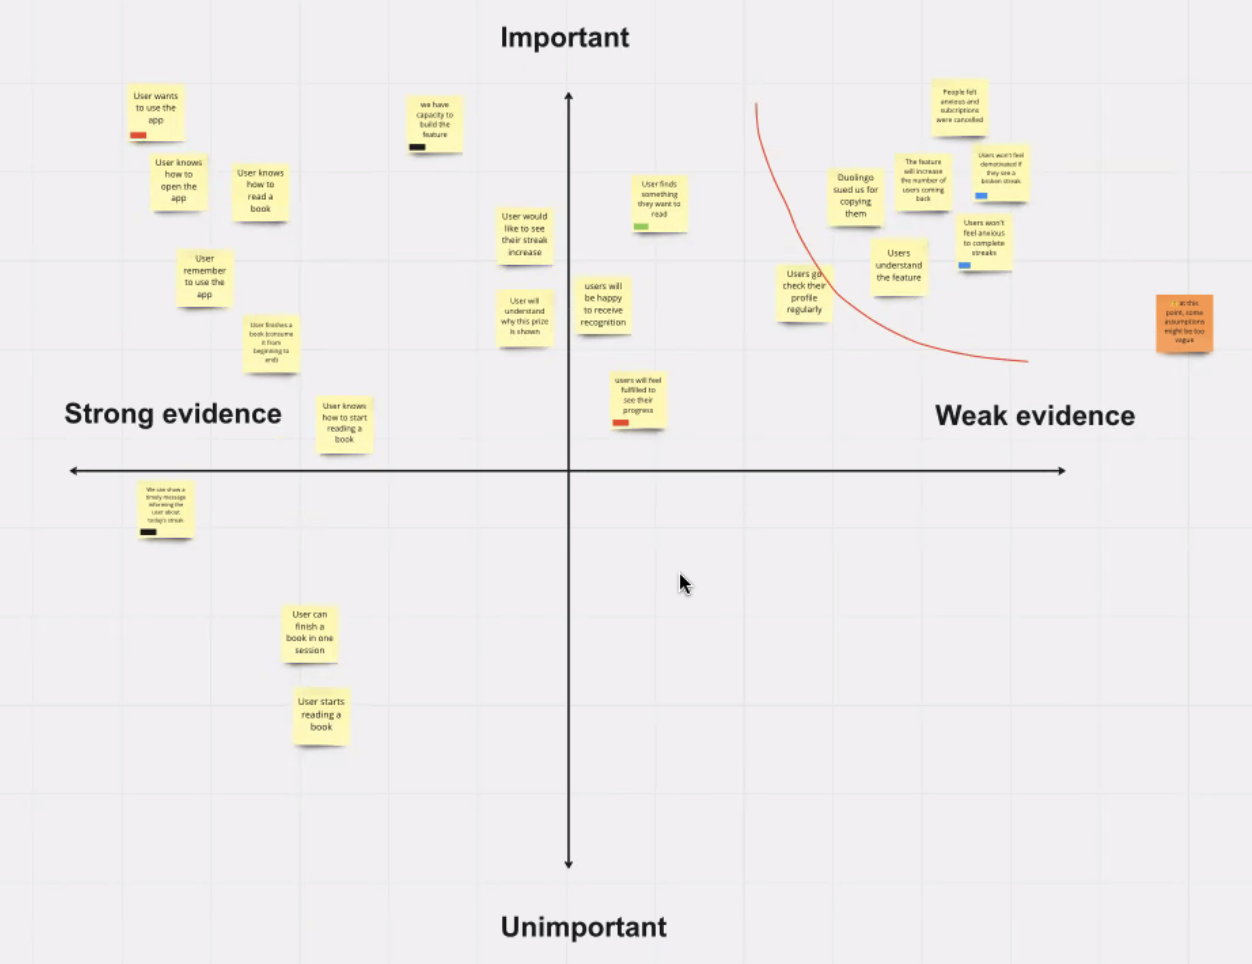 Important
User wants
to use the
app
we have
capacity to
build the
feature
People felt
anxious and
subscriptions
were cancelled
User knows
how to
open the
app
User knows
how to
read a
book
User finds
something
they want to
read
Duolingo
sued us for
copying
them
The feature
will increase
the number of
users coming
back
Users won't feel
demotivated if
they see a
broken streak
User would
like to see
their streak
increase
Users won't
feel anxious
to complete
streaks
User
remember
to use the
app
Users
understand
the feature
Users go
check their
profile
regularly
users will
be happy
to receive
recognition
User will
understand
why this prize
is shown
at this
point, some
assumptions
might be too
vague
User finishes a
book (consume
it from
beginning to
end)
users will feel
fulfilled to
see their
progress
Strong evidence
User knows
how to start
reading a
book
Weak evidence
We can show a
timely message
informing the
user about
today's streak
User can
finish a
book in one
session
User starts
reading a
book
Unimportant